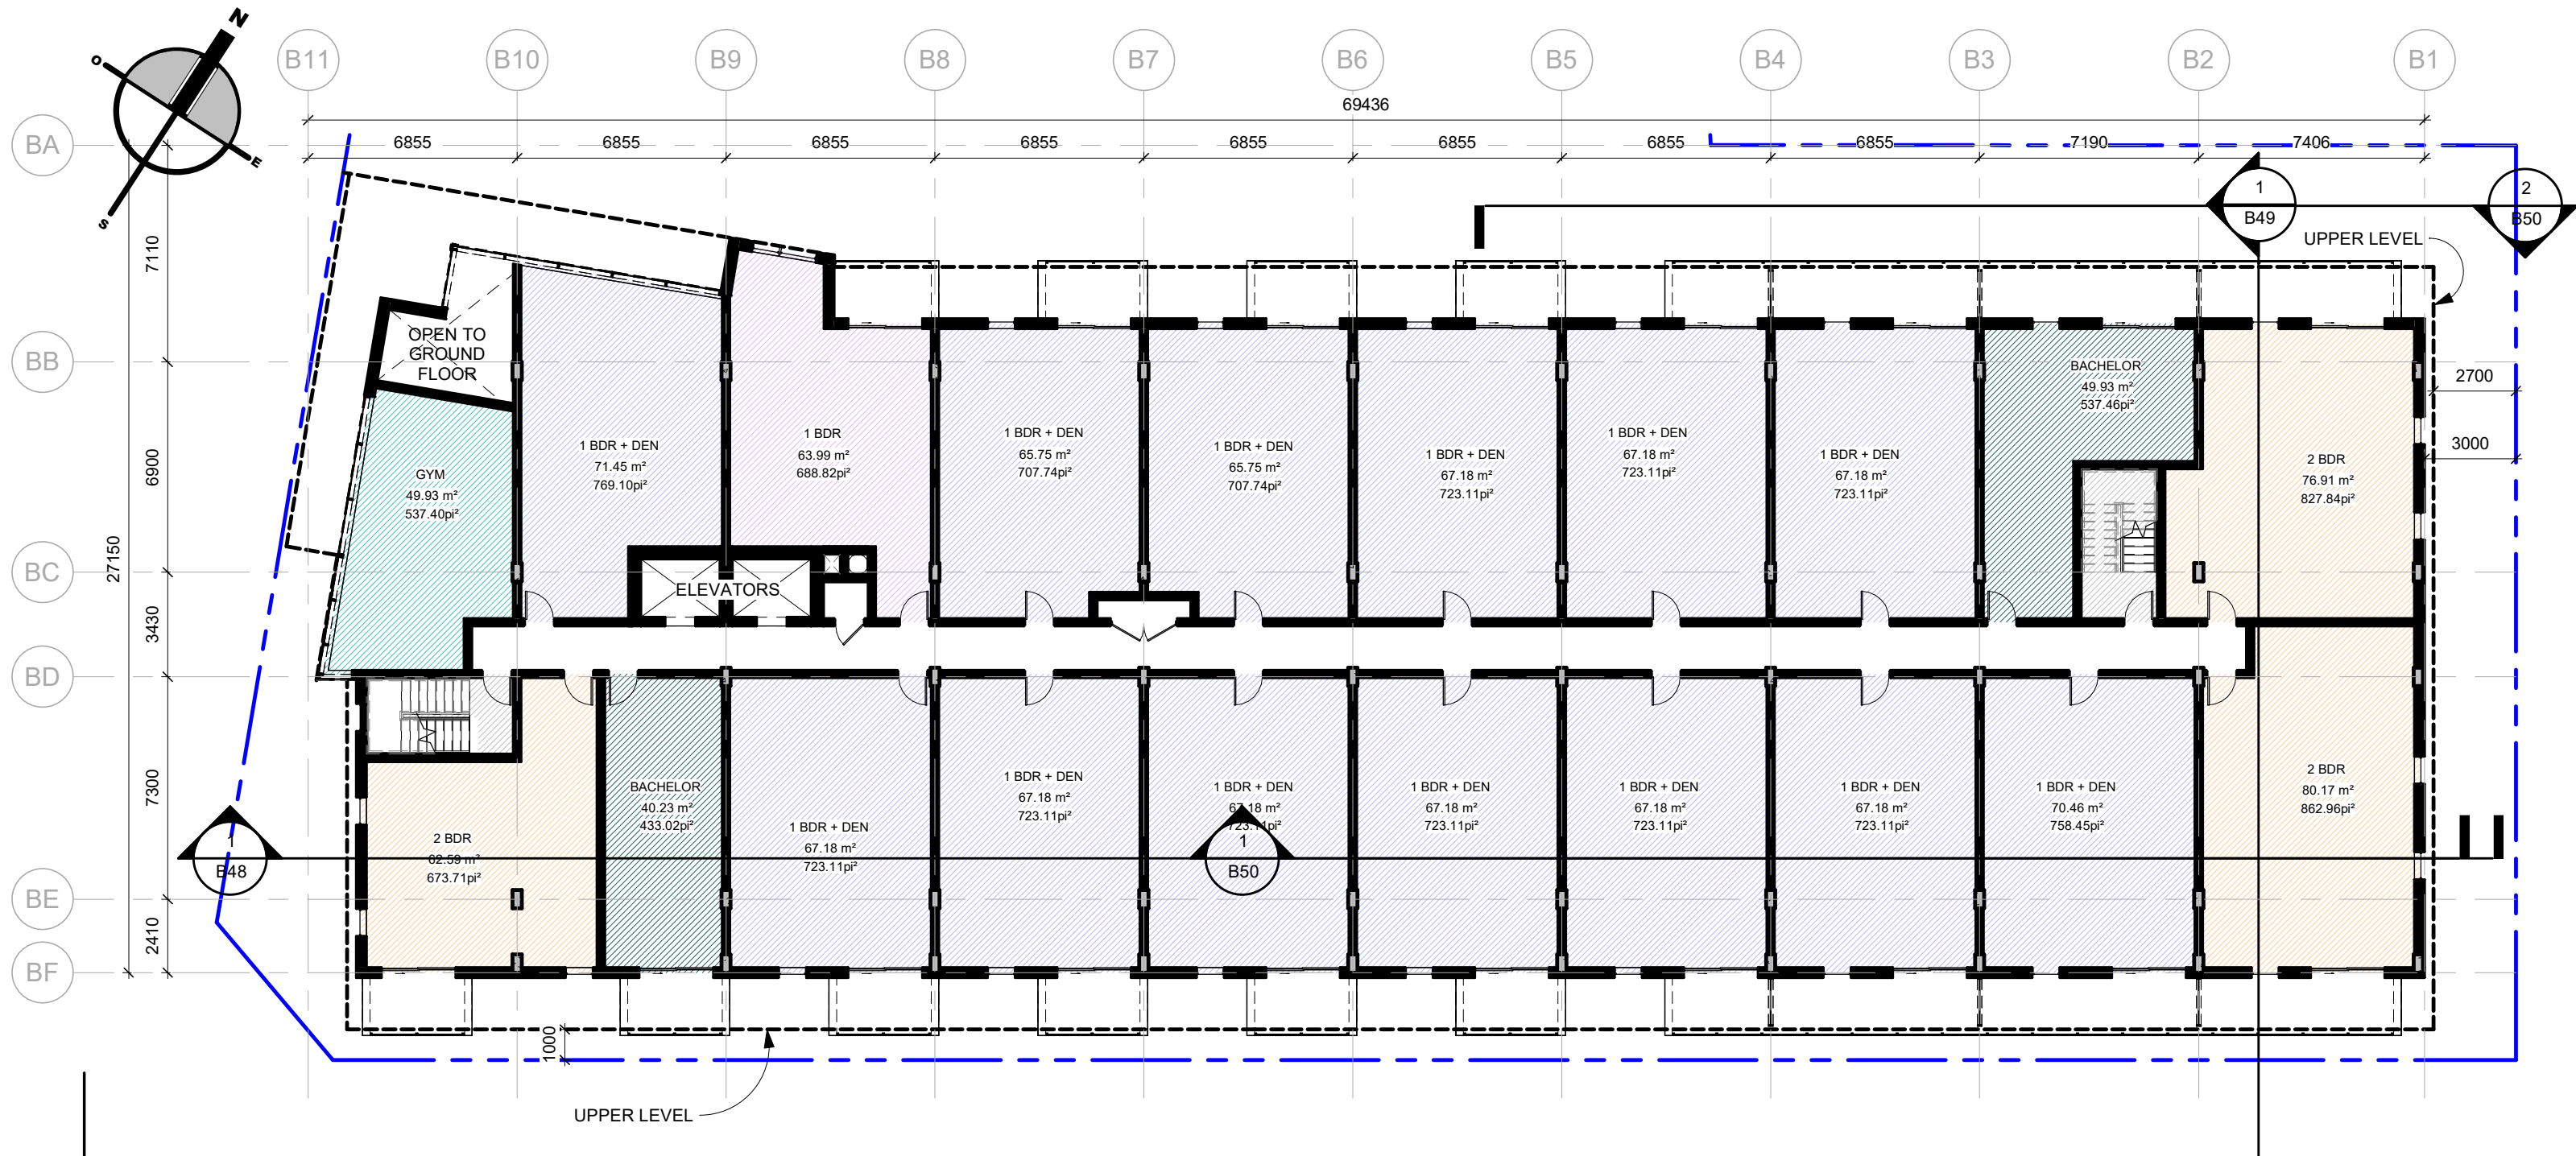 N
O
E
S
B11
B10
B9
B8
B7
B6
B5
B4
B3
B2
B1
69436
6855
6855
6855
6855
6855
6855
6855
6855
7190
7406
BA
BB
BC
BD
BE
BF
7110
6900
3430
7300
2410
27150
1
B49
2
B50
UPPER LEVEL
2700
3000
OPEN TO
GROUND
FLOOR
GYM
49.93 m²
537.40pi²
1 BDR + DEN
71.45 m²
769.10pi²
1 BDR
63.99 m²
688.82pi²
1 BDR + DEN
65.75 m²
707.74pi²
1 BDR + DEN
65.75 m²
707.74pi²
1 BDR + DEN
67.18 m²
723.11pi²
1 BDR + DEN
67.18 m²
723.11pi²
1 BDR + DEN
67.18 m²
723.11pi²
BACHELOR
49.93 m²
537.46pi²
2 BDR
76.91 m²
827.84pi²
ELEVATORS
2 BDR
62.59 m²
673.71pi²
BACHELOR
40.23 m²
433.02pi²
1 BDR + DEN
67.18 m²
723.11pi²
1 BDR + DEN
67.18 m²
723.11pi²
1 BDR + DEN
67.18 m²
723.11pi²
1 BDR + DEN
67.18 m²
723.11pi²
1 BDR + DEN
67.18 m²
723.11pi²
1 BDR + DEN
67.18 m²
723.11pi²
1 BDR + DEN
70.46 m²
758.45pi²
2 BDR
80.17 m²
862.96pi²
1
B48
1
B50
1000
UPPER LEVEL